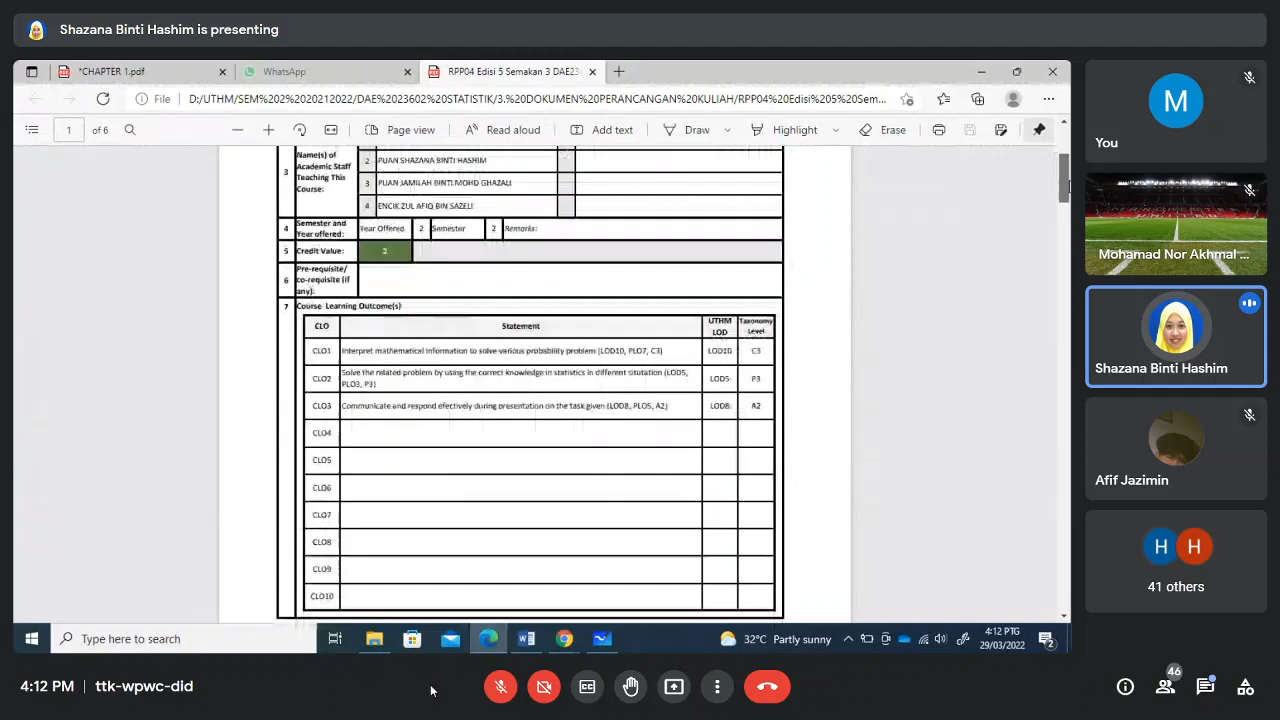 Shazana Binti Hashim is presenting
*CHAPTER 1.pdf
WhatsApp
RPP04 Edisi 5 Semakan 3 DAE23
File
D:/UTHM/SEM%202%20%20212022/DAE%2023602%20STATISTIK/3.%20DOKUMEN%20PERANCANGAN%20KULIAH/RPP04%20Edisi%205%20Sem...
1 of 6
Page view
Read aloud
Add text
Draw
Highlight
Erase
3 Name(s) of Academic Staff Teaching This Course:
2 PUAN SHAZANA BINTI HASHIM
3 PUAN JAMILAH BINTI MOHD GHAZALI
4 ENCIK ZUL AFIQ BIN SAZELI
4 Semester and Year offered: Year Offered 2 Semester 2 Remarks:
5 Credit Value: 2
6 Pre-requisite/ co-requisite (if any):
7 Course Learning Outcome(s)
CLO Statement UTHM LOD Taxonomy Level
CLO1 Interpret mathematical information to solve various probability problem (LOD10, PLO7, C3) LOD10 C3
CLO2 Solve the related problem by using the correct knowledge in statistics in different situtation (LOD5, PLO3, P3) LOD5 P3
CLO3 Communicate and respond efectively during presentation on the task given (LOD8, PLO5, A2) LOD8 A2
CLO4
CLO5
CLO6
CLO7
CLO8
CLO9
CLO10
Type here to search
32°C Partly sunny
4:12 PTG
29/03/2022
2
M
You
Mohamad Nor Akhmal ...
Shazana Binti Hashim
Afif Jazimin
H H
41 others
4:12 PM | ttk-wpwc-did
46